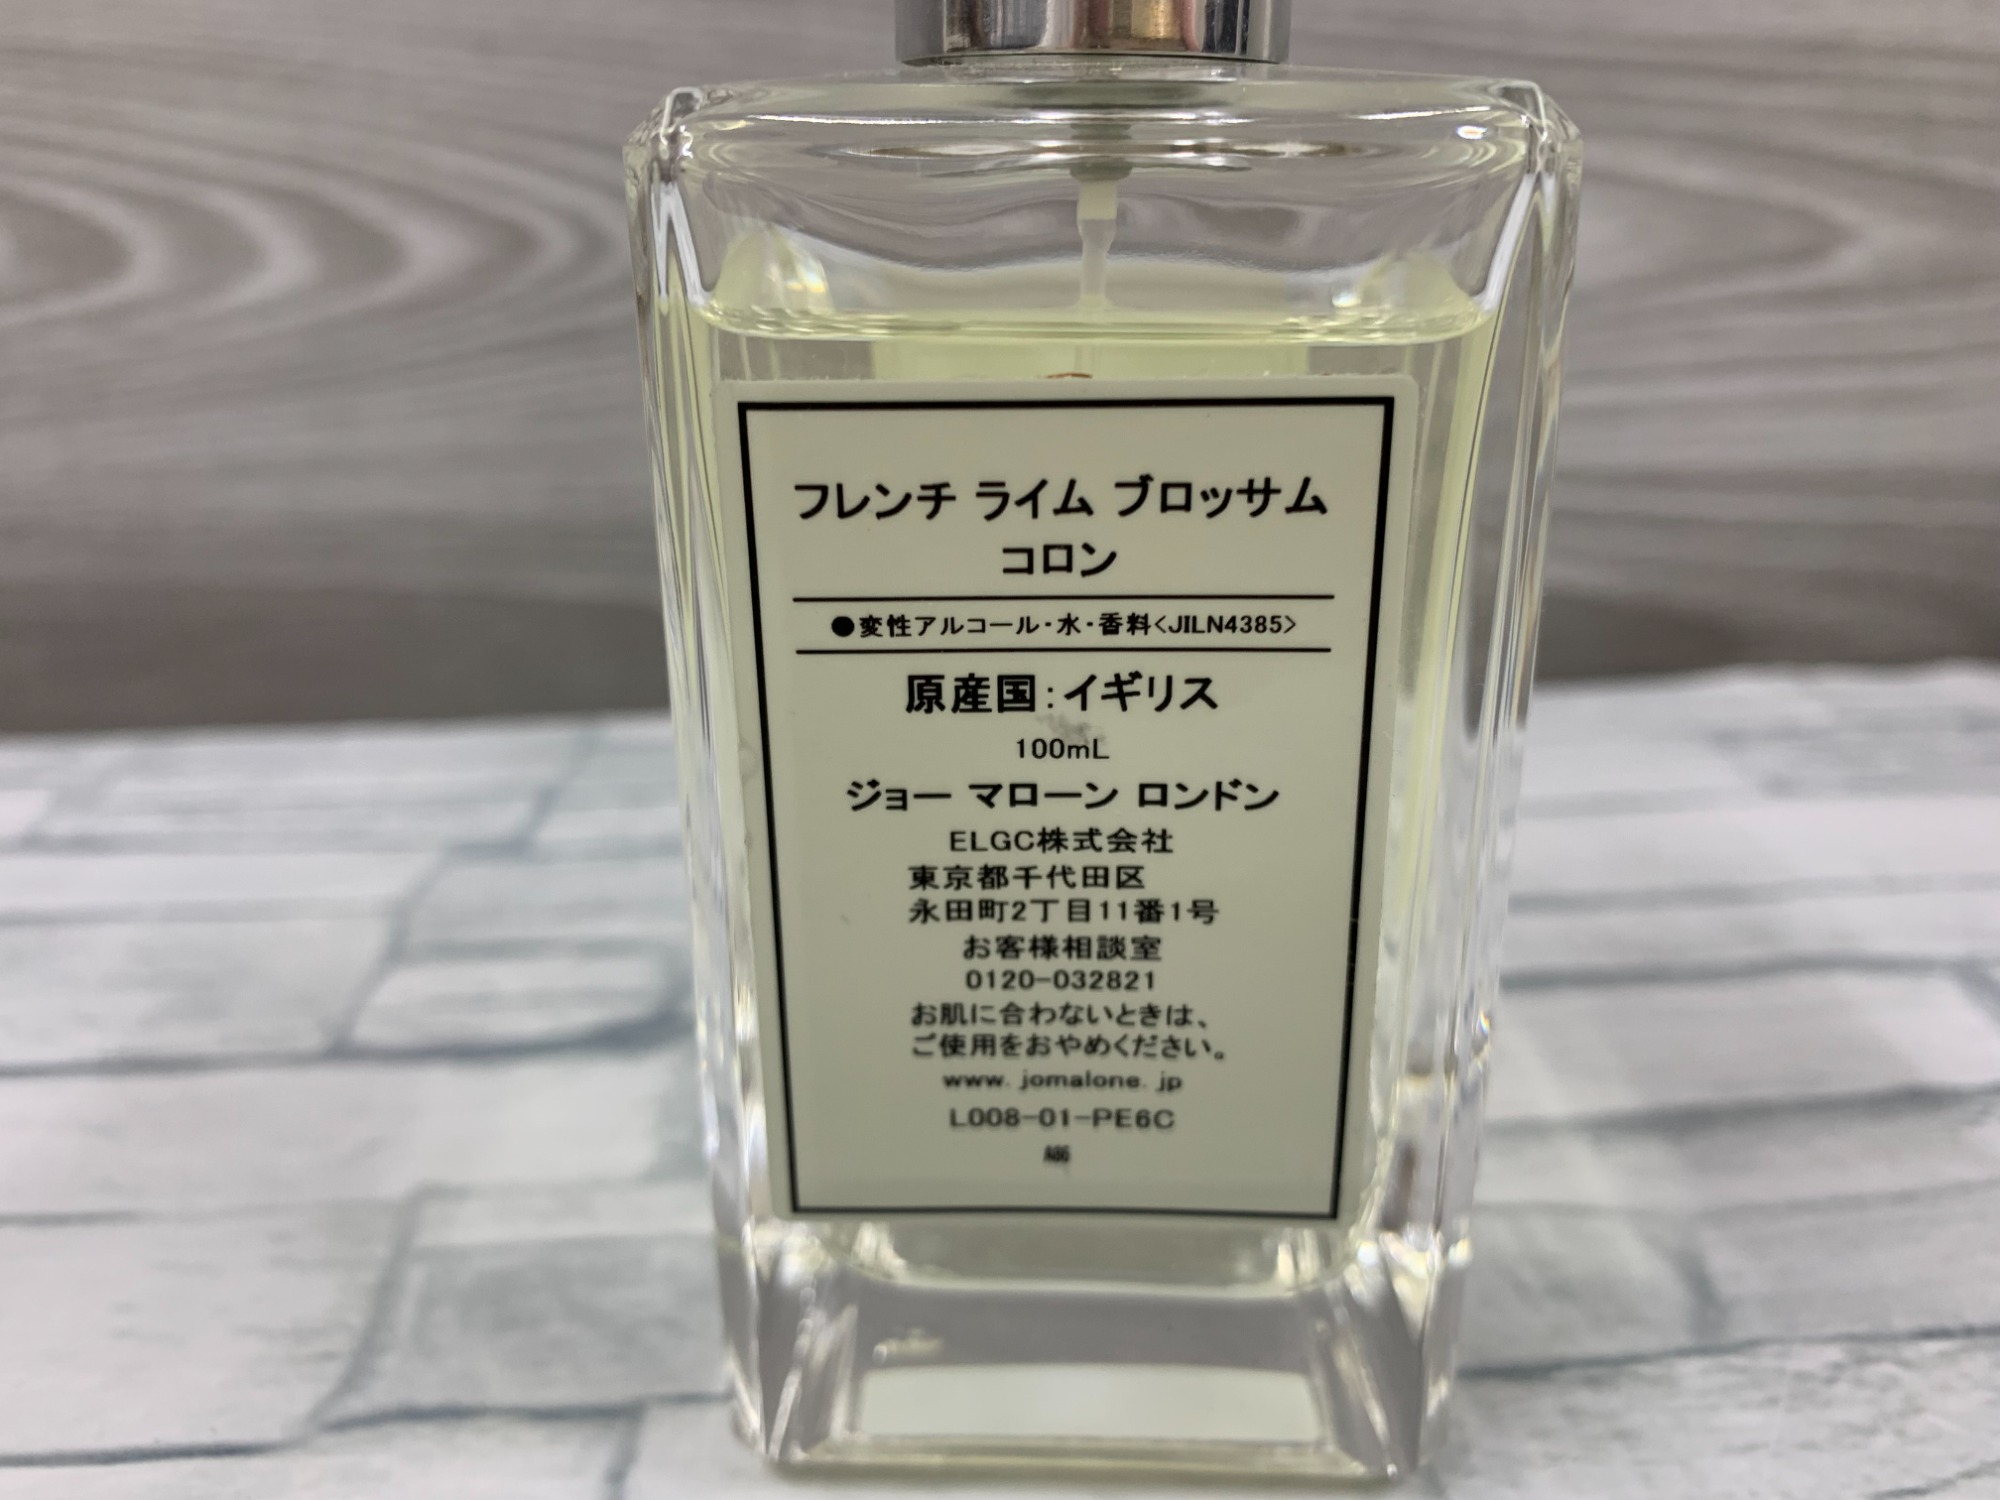 フレンチ ライム ブロッサム
コロン
●変性アルコール・水・香料<JILN4385>
原産国:イギリス
100mL
ジョー マローン ロンドン
ELGC株式会社
東京都千代田区
永田町2丁目11番1号
お客様相談室
0120-032821
お肌に合わないときは、
ご使用をおやめください。
www. jomalone. jp
L008-01-PE6C